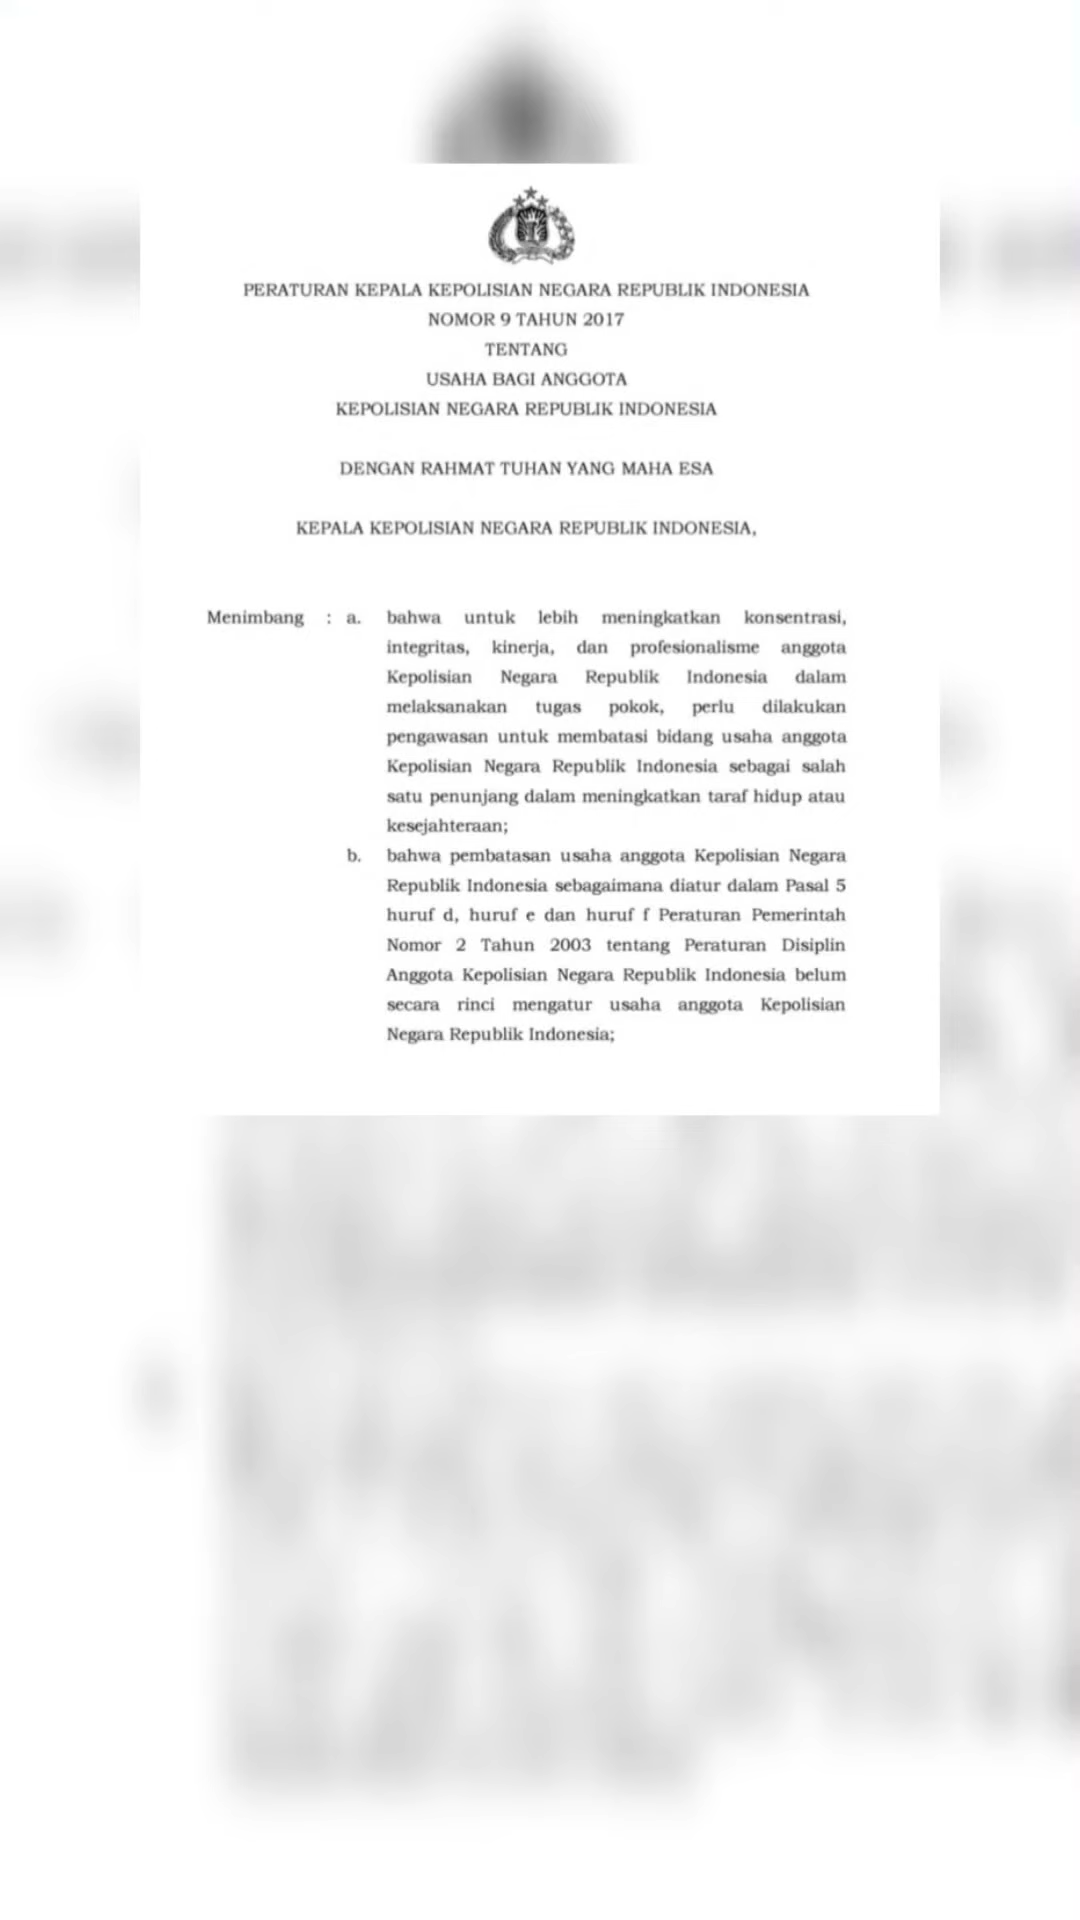 PERATURAN KEPALA KEPOLISIAN NEGARA REPUBLIK INDONESIA
NOMOR 9 TAHUN 2017
TENTANG
USAHA BAGI ANGGOTA
KEPOLISIAN NEGARA REPUBLIK INDONESIA
DENGAN RAHMAT TUHAN YANG MAHA ESA
KEPALA KEPOLISIAN NEGARA REPUBLIK INDONESIA,
Menimbang : a. bahwa untuk lebih meningkatkan konsentrasi,
integritas, kinerja, dan profesionalisme anggota
Kepolisian Negara Republik Indonesia dalam
melaksanakan tugas pokok, perlu dilakukan
pengawasan untuk membatasi bidang usaha anggota
Kepolisian Negara Republik Indonesia sebagai salah
satu penunjang dalam meningkatkan taraf hidup atau
kesejahteraan;
b. bahwa pembatasan usaha anggota Kepolisian Negara
Republik Indonesia sebagaimana diatur dalam Pasal 5
huruf d, huruf e dan huruf f Peraturan Pemerintah
Nomor 2 Tahun 2003 tentang Peraturan Disiplin
Anggota Kepolisian Negara Republik Indonesia belum
secara rinci mengatur usaha anggota Kepolisian
Negara Republik Indonesia;